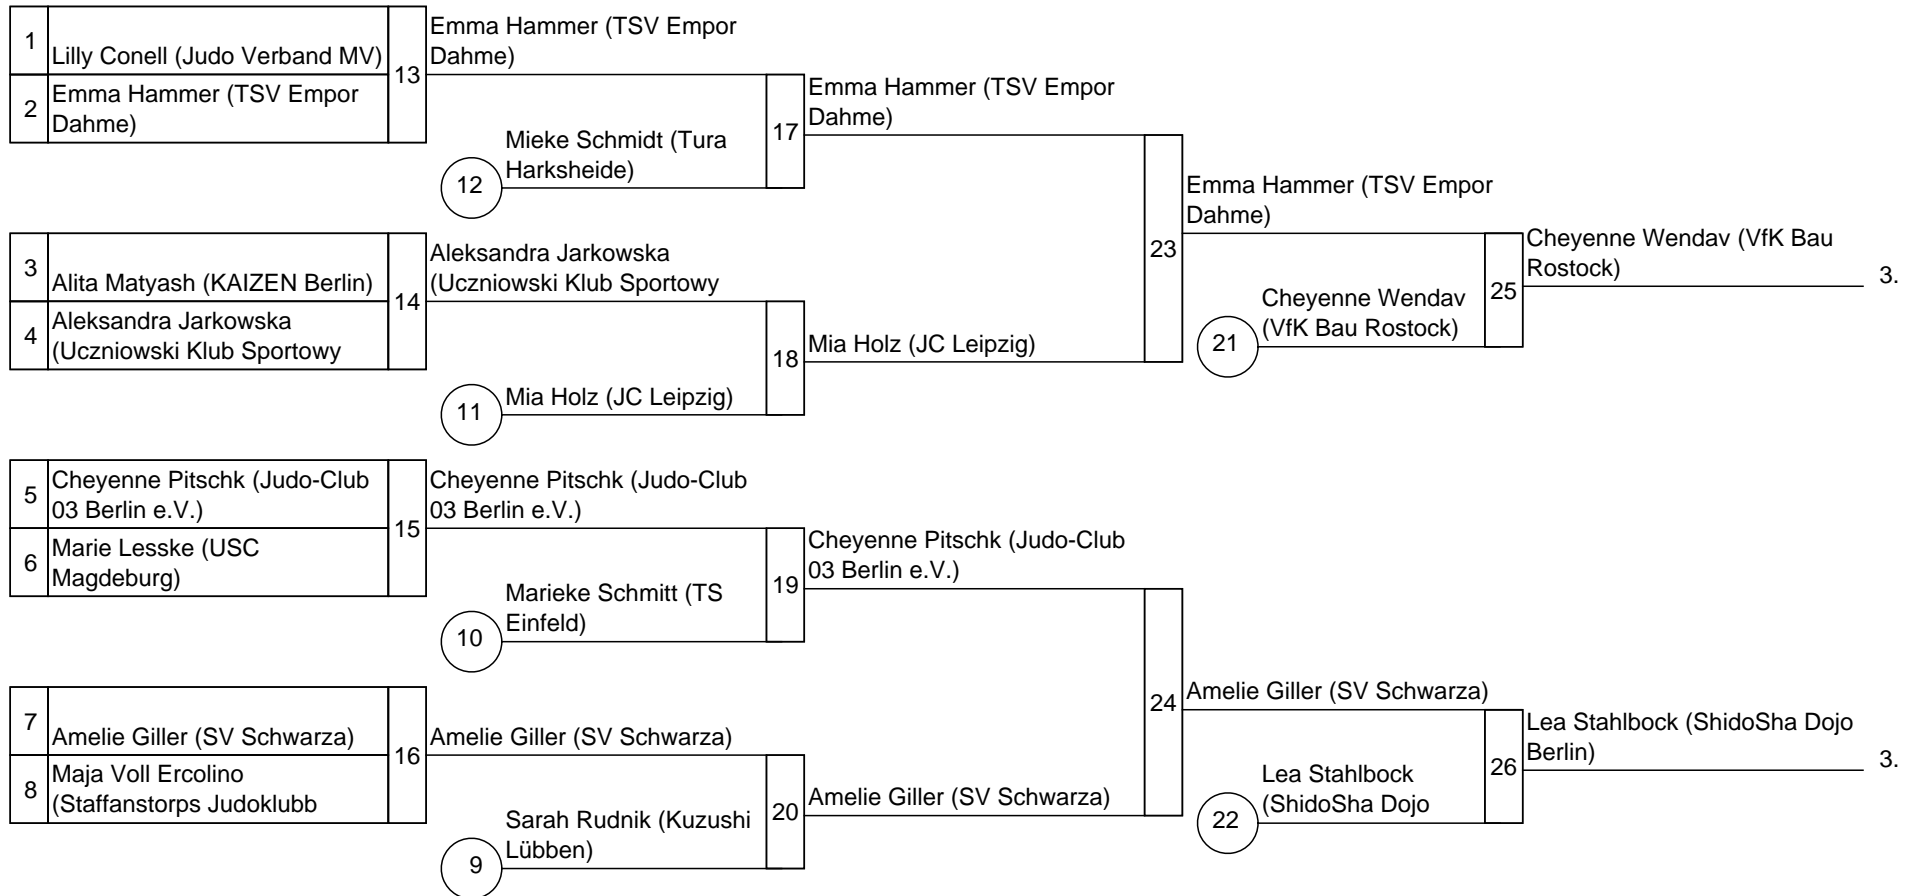 1
Lilly Conell (Judo Verband MV)
2
Emma Hammer (TSV Empor
Dahme)
13
Emma Hammer (TSV Empor
Dahme)
12
Mieke Schmidt (Tura
Harksheide)
17
Emma Hammer (TSV Empor
Dahme)
3
Alita Matyash (KAIZEN Berlin)
4
Aleksandra Jarkowska
(Uczniowski Klub Sportowy
14
Aleksandra Jarkowska
(Uczniowski Klub Sportowy
11
Mia Holz (JC Leipzig)
18
Mia Holz (JC Leipzig)
23
Emma Hammer (TSV Empor
Dahme)
21
Cheyenne Wendav
(VfK Bau Rostock)
25
Cheyenne Wendav (VfK Bau
Rostock)
3.
5
Cheyenne Pitschk (Judo-Club
03 Berlin e.V.)
6
Marie Lesske (USC
Magdeburg)
15
Cheyenne Pitschk (Judo-Club
03 Berlin e.V.)
10
Marieke Schmitt (TS
Einfeld)
19
Cheyenne Pitschk (Judo-Club
03 Berlin e.V.)
7
Amelie Giller (SV Schwarza)
8
Maja Voll Ercolino
(Staffanstorps Judoklubb
16
Amelie Giller (SV Schwarza)
9
Sarah Rudnik (Kuzushi
Lübben)
20
Amelie Giller (SV Schwarza)
24
Amelie Giller (SV Schwarza)
22
Lea Stahlbock
(ShidoSha Dojo
26
Lea Stahlbock (ShidoSha Dojo
Berlin)
3.